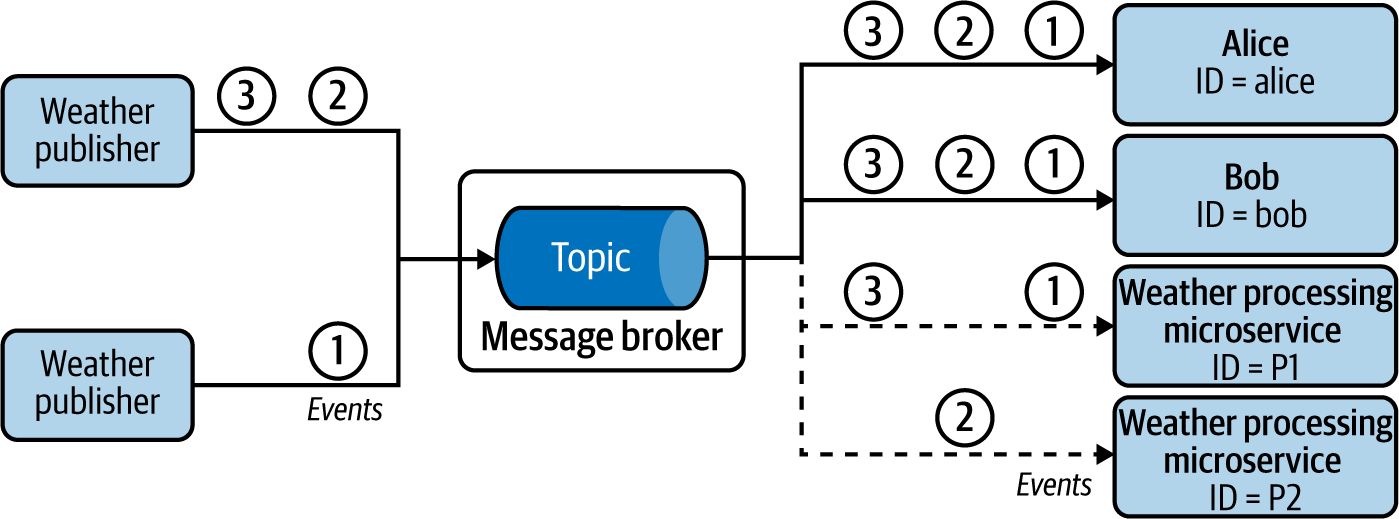 3 2
Weather
publisher
1
Events
Weather
publisher
Topic
Message broker
3 2 1
Alice
ID = alice
3 2 1
Bob
ID = bob
3 1
Weather processing
microservice
ID = P1
2
Events
Weather processing
microservice
ID = P2